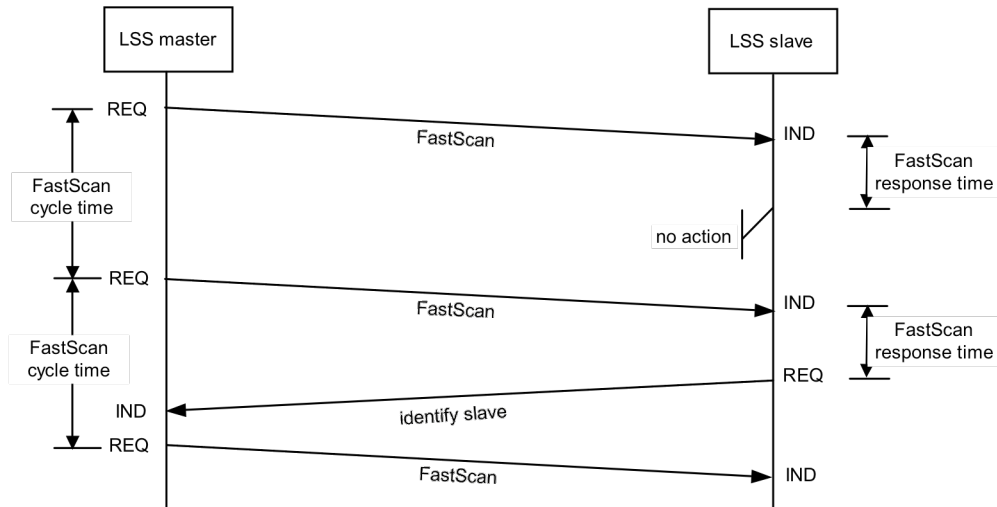 LSS master
LSS slave
REQ
FastScan
IND
FastScan
response time
FastScan
cycle time
no action
REQ
FastScan
IND
FastScan
response time
FastScan
cycle time
REQ
identify slave
IND
REQ
FastScan
IND